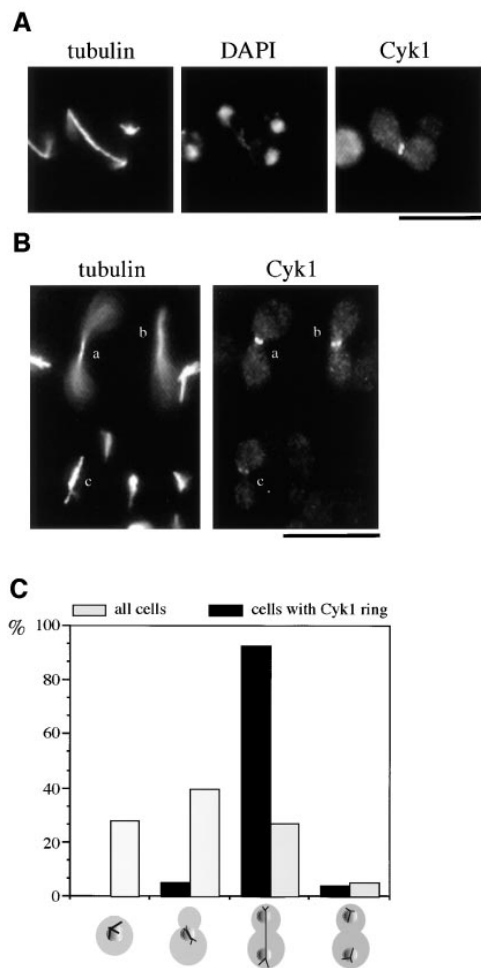 A
tubulin DAPI Cyk1
B
tubulin Cyk1
a b a b
c c
C
all cells cells with Cyk1 ring
%
100
80
60
40
20
0